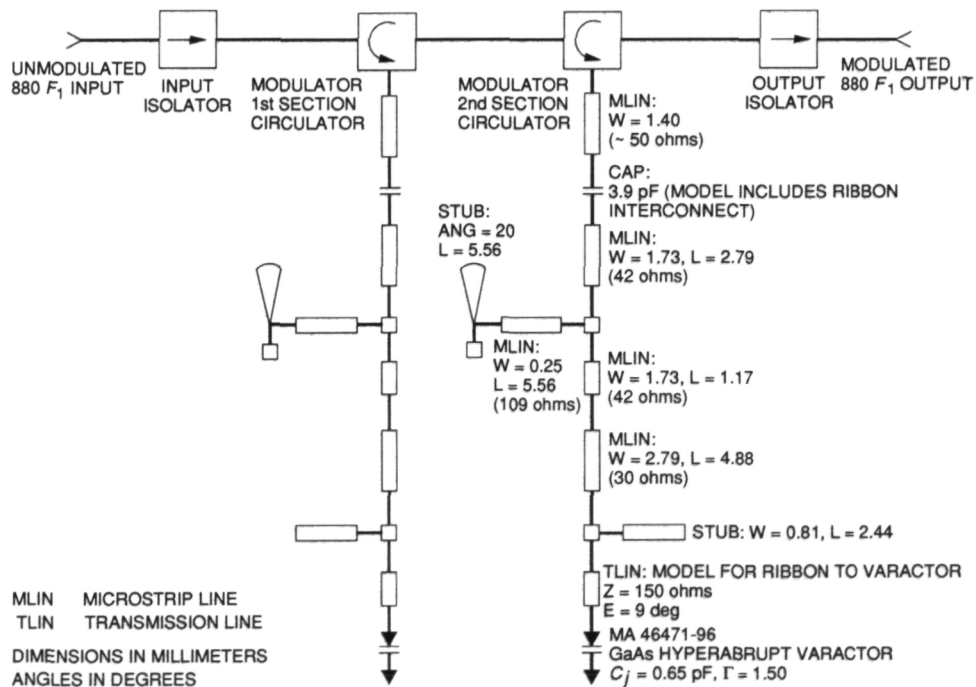 UNMODULATED
880 F₁ INPUT
INPUT
ISOLATOR
MODULATOR
1st SECTION
CIRCULATOR
MODULATOR
2nd SECTION
CIRCULATOR
OUTPUT
ISOLATOR
MODULATED
880 F₁ OUTPUT
MLIN:
W = 1.40
(~ 50 ohms)
CAP:
3.9 pF (MODEL INCLUDES RIBBON
INTERCONNECT)
STUB:
ANG = 20
L = 5.56
MLIN:
W = 1.73, L = 2.79
(42 ohms)
MLIN:
W = 0.25
L = 5.56
(109 ohms)
MLIN:
W = 1.73, L = 1.17
(42 ohms)
MLIN:
W = 2.79, L = 4.88
(30 ohms)
STUB: W = 0.81, L = 2.44
TLIN: MODEL FOR RIBBON TO VARACTOR
Z = 150 ohms
E = 9 deg
MA 46471-96
GaAs HYPERABRUPT VARACTOR
Cⱼ = 0.65 pF, Γ = 1.50
MLIN MICROSTRIP LINE
TLIN TRANSMISSION LINE
DIMENSIONS IN MILLIMETERS
ANGLES IN DEGREES